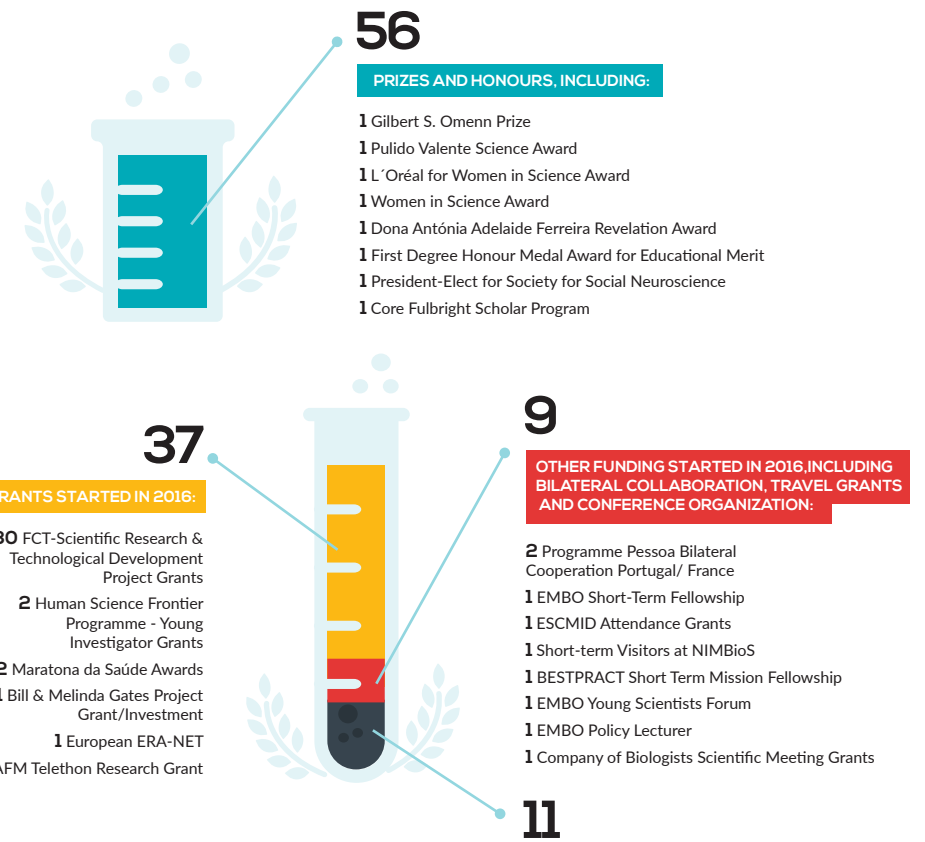 56
PRIZES AND HONOURS, INCLUDING:
1 Gilbert S. Omenn Prize
1 Pulido Valente Science Award
1 L´Oréal for Women in Science Award
1 Women in Science Award
1 Dona Antónia Adelaide Ferreira Revelation Award
1 First Degree Honour Medal Award for Educational Merit
1 President-Elect for Society for Social Neuroscience
1 Core Fulbright Scholar Program
37
STARTED IN 2016:
FCT-Scientific Research &
Technological Development
Project Grants
2 Human Science Frontier
Programme - Young
Investigator Grants
2 Maratona da Saúde Awards
1 Bill & Melinda Gates Project
Grant/Investment
1 European ERA-NET
Telethon Research Grant
9
OTHER FUNDING STARTED IN 2016,INCLUDING
BILATERAL COLLABORATION, TRAVEL GRANTS
AND CONFERENCE ORGANIZATION:
2 Programme Pessoa Bilateral
Cooperation Portugal/ France
1 EMBO Short-Term Fellowship
1 ESCMID Attendance Grants
1 Short-term Visitors at NIMBioS
1 BESTPRACT Short Term Mission Fellowship
1 EMBO Young Scientists Forum
1 EMBO Policy Lecturer
1 Company of Biologists Scientific Meeting Grants
11